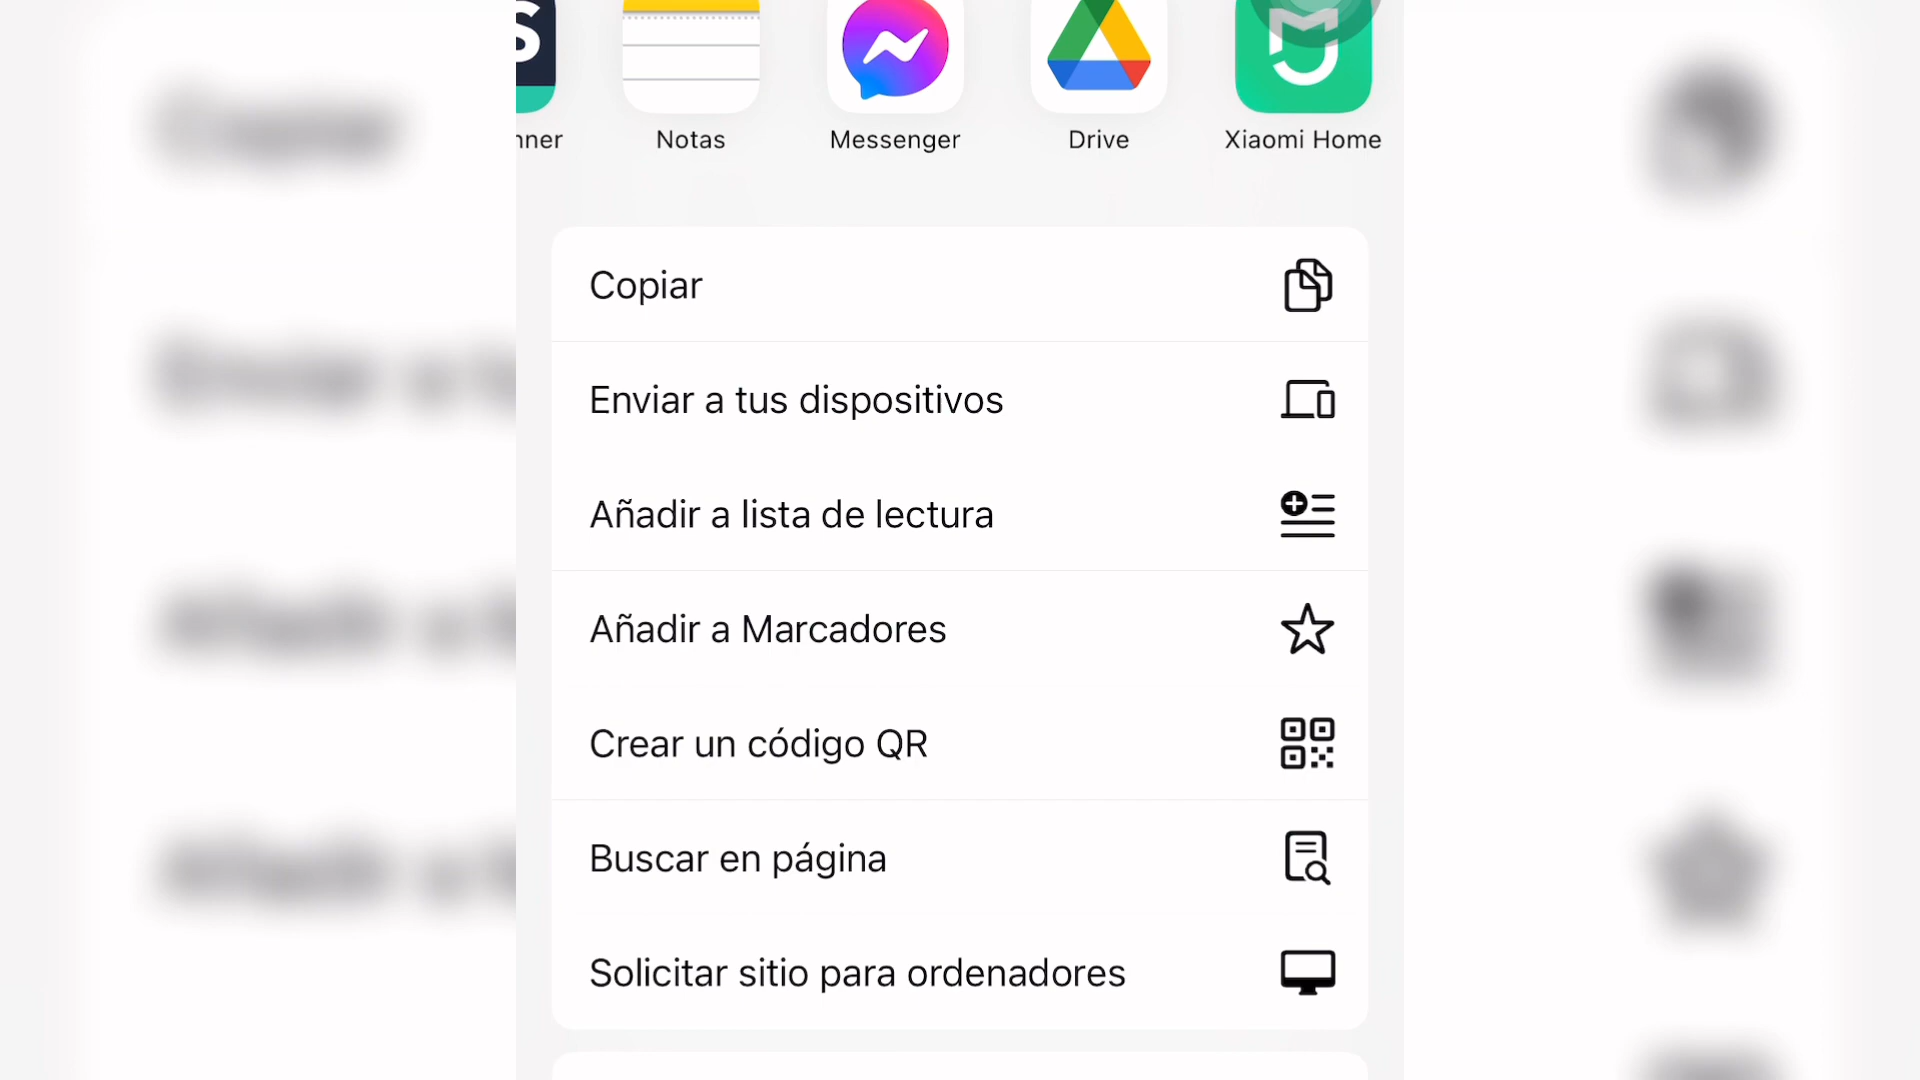 Notas
Messenger
Drive
Xiaomi Home
Copiar
Enviar a tus dispositivos
Añadir a lista de lectura
Añadir a Marcadores
Crear un código QR
Buscar en página
Solicitar sitio para ordenadores